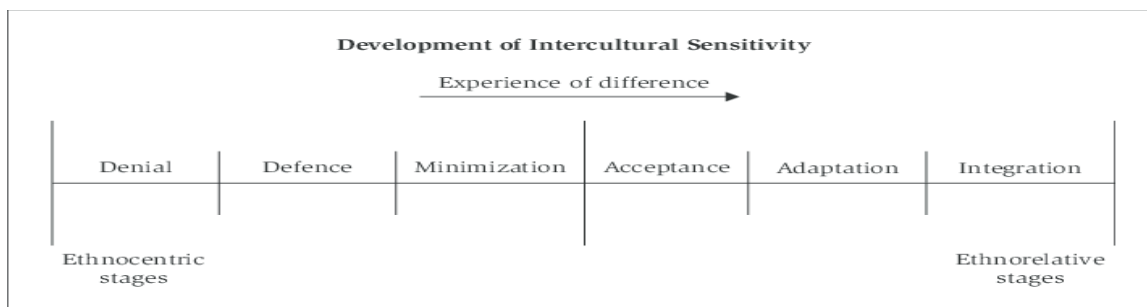 Development of Intercultural Sensitivity
Experience of difference
Denial Defence Minimization Acceptance Adaptation Integration
Ethnocentric stages
Ethnorelative stages